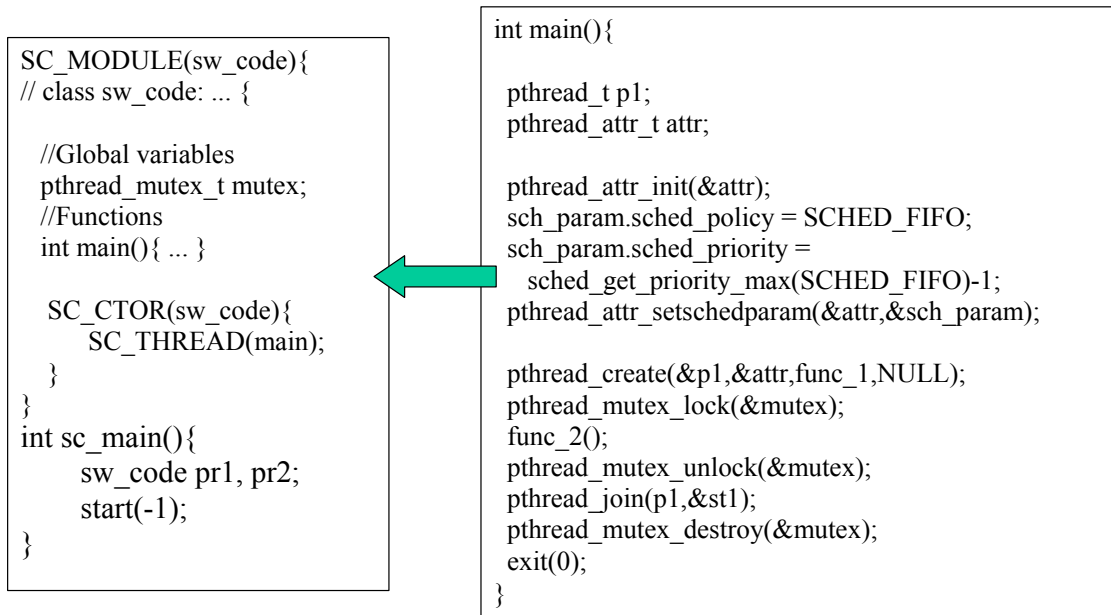 SC_MODULE(sw_code){
// class sw_code: ... {
//Global variables
pthread_mutex_t mutex;
//Functions
int main(){ ... }
SC_CTOR(sw_code){
SC_THREAD(main);
}
}
int sc_main(){
sw_code pr1, pr2;
start(-1);
}
int main(){
pthread_t p1;
pthread_attr_t attr;
pthread_attr_init(&attr);
sch_param.sched_policy = SCHED_FIFO;
sch_param.sched_priority =
sched_get_priority_max(SCHED_FIFO)-1;
pthread_attr_setschedparam(&attr,&sch_param);
pthread_create(&p1,&attr,func_1,NULL);
pthread_mutex_lock(&mutex);
func_2();
pthread_mutex_unlock(&mutex);
pthread_join(p1,&st1);
pthread_mutex_destroy(&mutex);
exit(0);
}